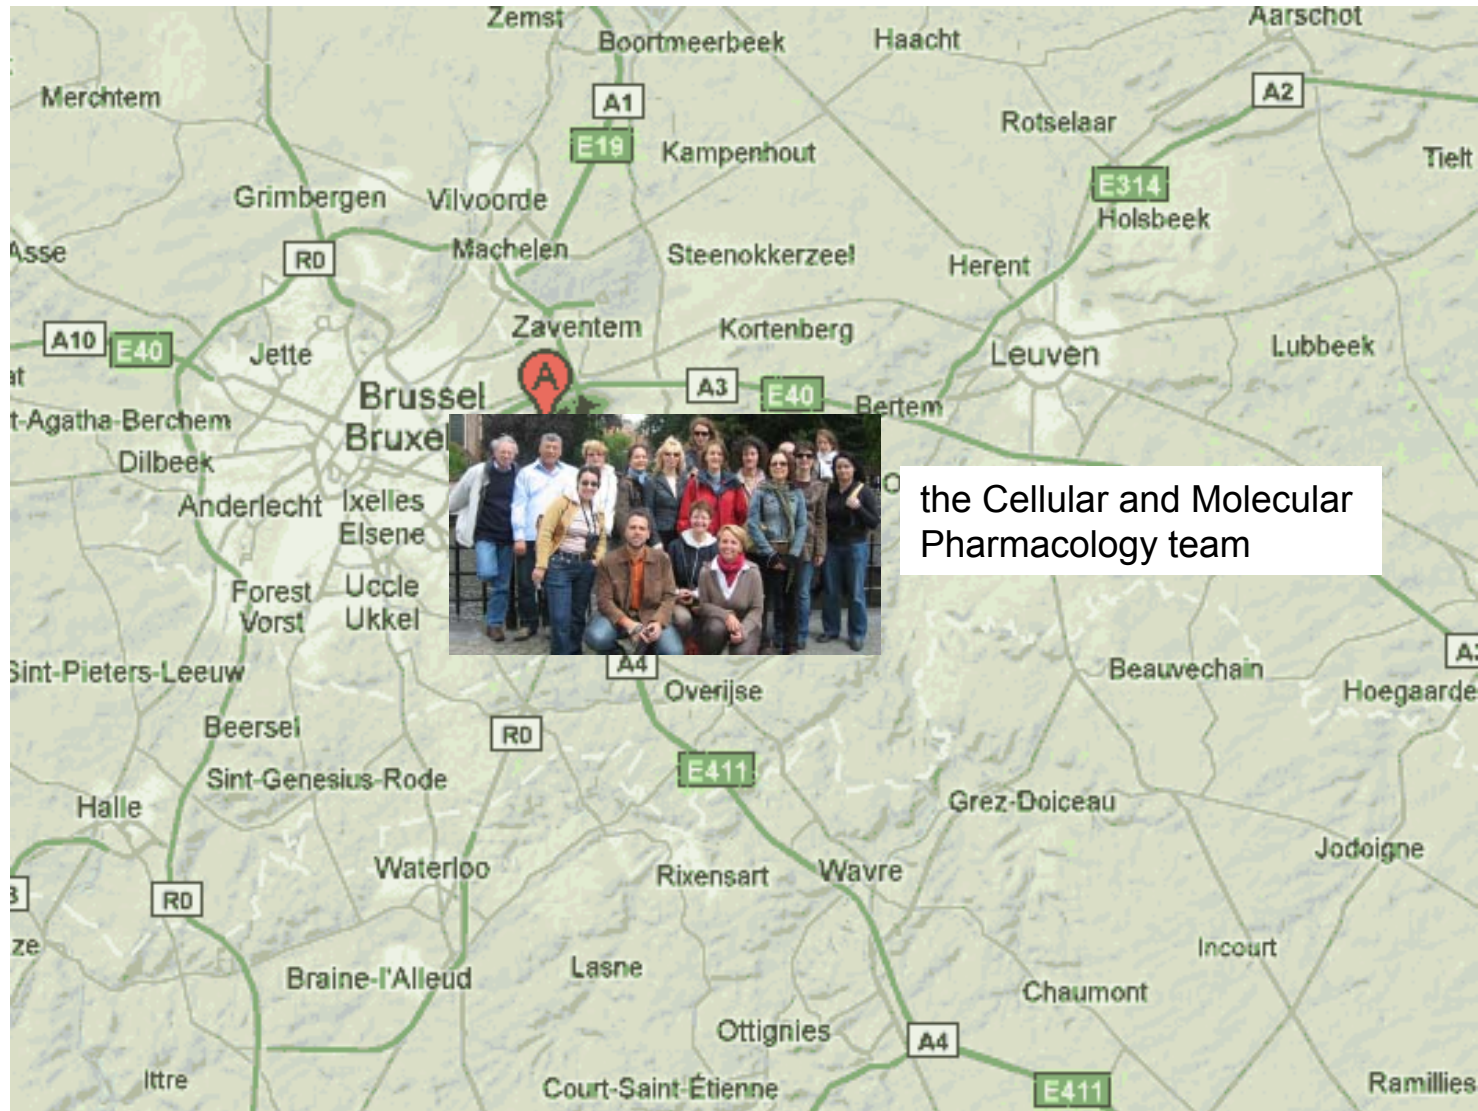 Zemst
Aarschot
Boortmeerbeek
Haacht
Merchtem
A1
A2
Rotselaar
E19
Kampenhout
Tielt
E314
Grimbergen
Vilvoorde
Holsbeek
Asse
R0
Machelen
Steenokkerzeel
Herent
A10
E40
Jette
Zaventem
Kortenberg
Leuven
Lubbeek
A
Brussel
A3
E40
Bertem
t-Agatha-Berchem
Bruxel
Dilbeek
Anderlecht
Ixelles
Elsene
the Cellular and Molecular
Pharmacology team
Forest
Vorst
Uccle
Ukkel
Sint-Pieters-Leeuw
A4
Overijse
Beauvechain
Hoegaarde
Beersel
R0
Sint-Genesius-Rode
E411
Halle
Grez-Doiceau
Jodoigne
Waterloo
Rixensart
Wavre
R0
ze
Incourt
Braine-l'Alleud
Lasne
Chaumont
Ottignies
A4
Ittre
Court-Saint-Étienne
E411
Ramillies